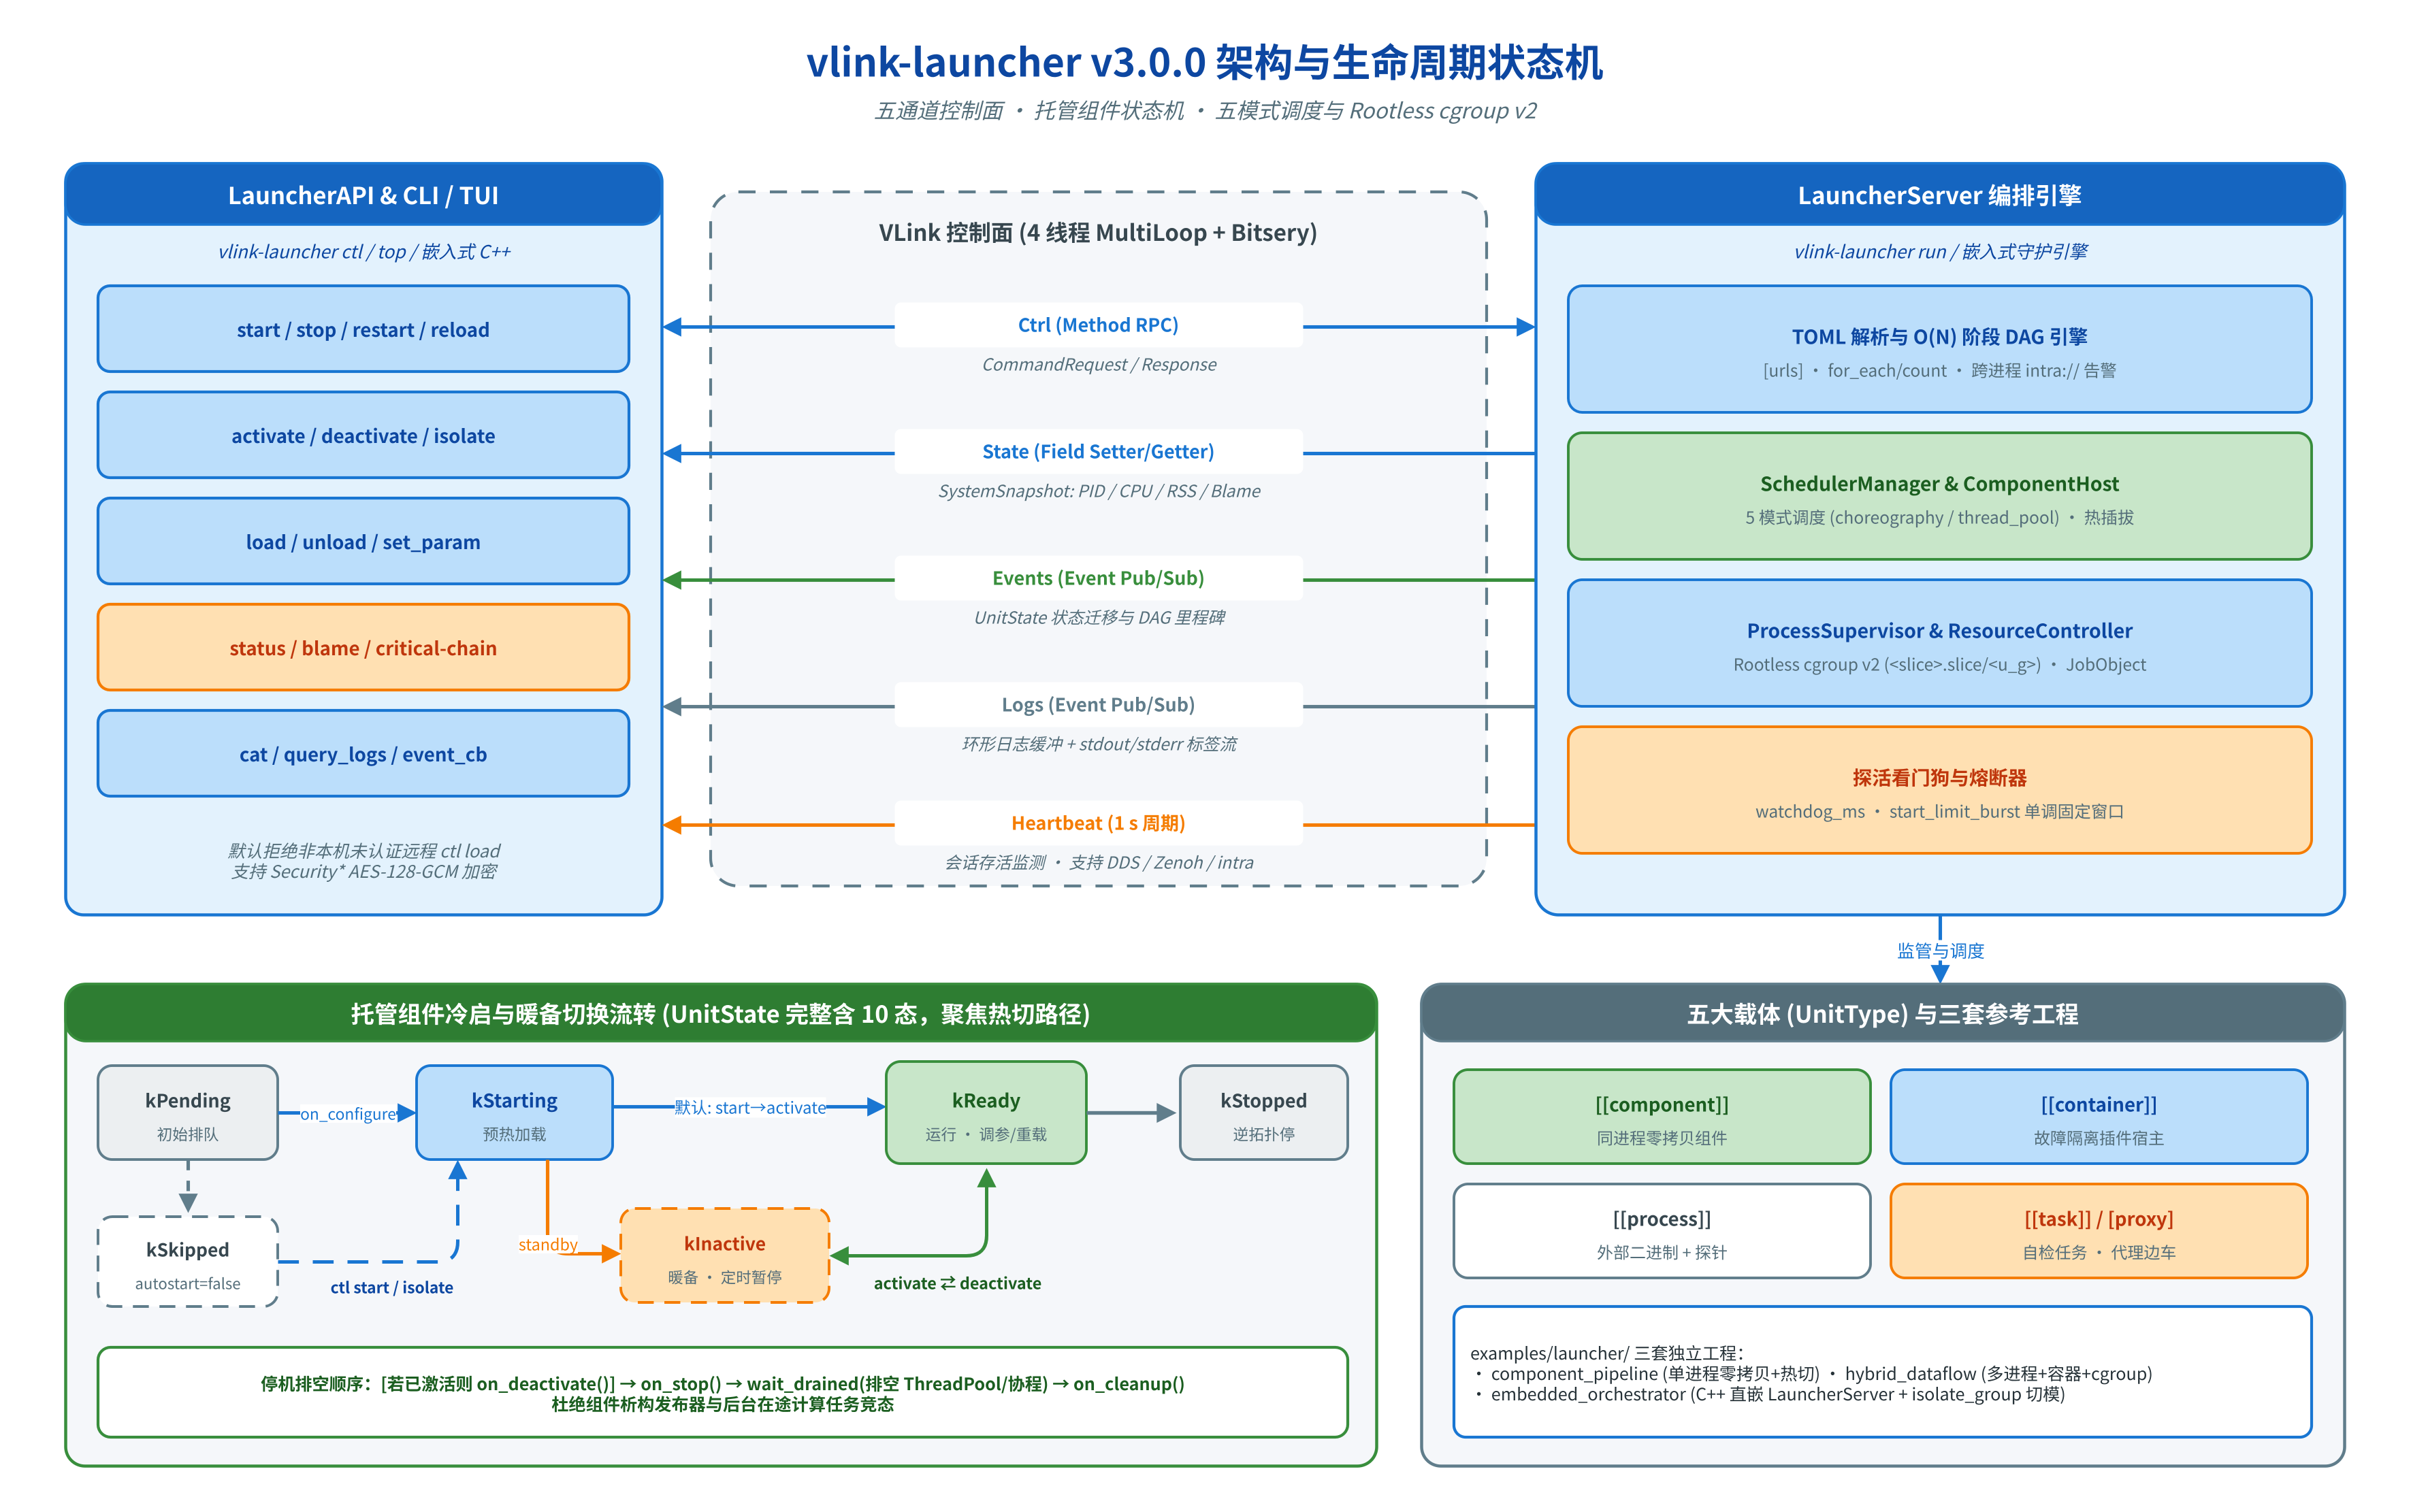 vlink-launcher v3.0.0 架构与生命周期状态机
五通道控制面 • 托管组件状态机 • 五模式调度与 Rootless cgroup v2
LauncherAPI & CLI / TUI
vlink-launcher ctl / top / 嵌入式 C++
start / stop / restart / reload
activate / deactivate / isolate
load / unload / set_param
status / blame / critical-chain
cat / query_logs / event_cb
默认拒绝非本机未认证远程 ctl load
支持 Security* AES-128-GCM 加密
VLink 控制面 (4 线程 MultiLoop + Bitsery)
Ctrl (Method RPC)
CommandRequest / Response
State (Field Setter/Getter)
SystemSnapshot: PID / CPU / RSS / Blame
Events (Event Pub/Sub)
UnitState 状态迁移与 DAG 里程碑
Logs (Event Pub/Sub)
环形日志缓冲 + stdout/stderr 标签流
Heartbeat (1 s 周期)
会话存活监测 • 支持 DDS / Zenoh / intra
LauncherServer 编排引擎
vlink-launcher run / 嵌入式守护引擎
TOML 解析与 O(N) 阶段 DAG 引擎
[urls] • for_each/count • 跨进程 intra:// 告警
SchedulerManager & ComponentHost
5 模式调度 (choreography / thread_pool) • 热插拔
ProcessSupervisor & ResourceController
Rootless cgroup v2 (<slice>.slice/<u_g>) • JobObject
探活看门狗与熔断器
watchdog_ms • start_limit_burst 单调固定窗口
监管与调度
托管组件冷启与暖备切换流转 (UnitState 完整含 10 态，聚焦热切路径)
kPending
初始排队
on_configure
kStarting
预热加载
默认: start→activate
kReady
运行 • 调参/重载
kStopped
逆拓扑停
kSkipped
autostart=false
ctl start / isolate
standby
kInactive
暖备 • 定时暂停
activate ⇄ deactivate
停机排空顺序：[若已激活则 on_deactivate()] → on_stop() → wait_drained(排空 ThreadPool/协程) → on_cleanup()
杜绝组件析构发布器与后台在途计算任务竞态
五大载体 (UnitType) 与三套参考工程
[[component]]
同进程零拷贝组件
[[container]]
故障隔离插件宿主
[[process]]
外部二进制 + 探针
[[task]] / [proxy]
自检任务 • 代理边车
examples/launcher/ 三套独立工程：
• component_pipeline (单进程零拷贝+热切) • hybrid_dataflow (多进程+容器+cgroup)
• embedded_orchestrator (C++ 直嵌 LauncherServer + isolate_group 切模)